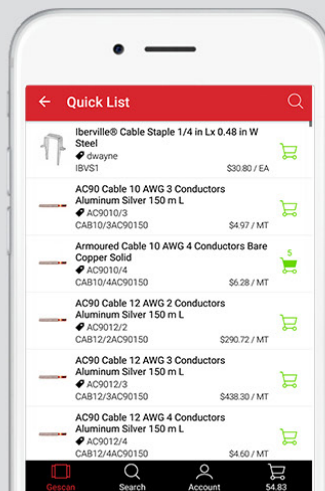 Quick List
Iberville® Cable Staple 1/4 in Lx 0.48 in W
Steel
dwayne
IBVS1 $30.80 / EA
AC90 Cable 10 AWG 3 Conductors
Aluminum Silver 150 m L
AC9010/3
CAB10/3AC90150 $4.97 / MT
Armoured Cable 10 AWG 4 Conductors Bare
Copper Solid
5
AC9010/4
CAB10/4AC90150 $6.28 / MT
AC90 Cable 12 AWG 2 Conductors
Aluminum Silver 150 m L
AC9012/2
CAB12/2AC90150 $290.72 / MT
AC90 Cable 12 AWG 3 Conductors
Aluminum Silver 150 m L
AC9012/3
CAB12/3AC90150 $438.30 / MT
AC90 Cable 12 AWG 4 Conductors
Aluminum Silver 150 m L
AC9012/4
CAB12/4AC90150 $4.60 / MT
Gescan Search Account 54.83